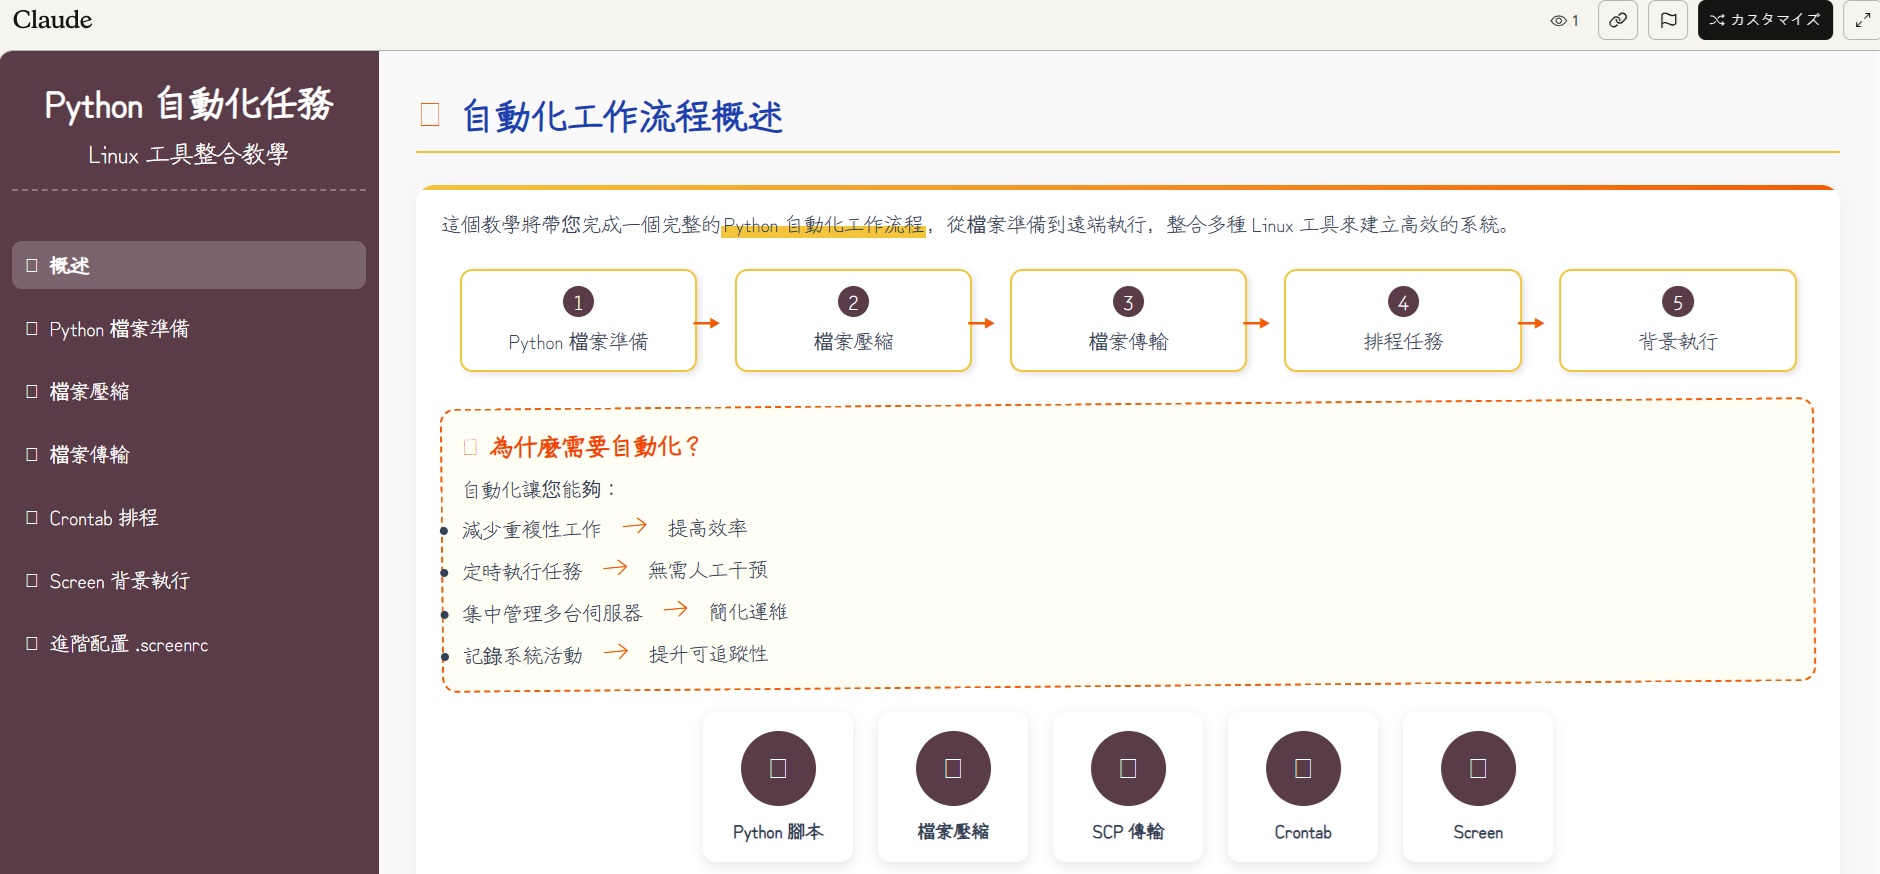 Claude
1
カスタマイズ
Python 自動化任務
Linux 工具整合教學
概述
Python 檔案準備
檔案壓縮
檔案傳輸
Crontab 排程
Screen 背景執行
進階配置 .screenrc
自動化工作流程概述
這個教學將帶您完成一個完整的Python 自動化工作流程，從檔案準備到遠端執行，整合多種 Linux 工具來建立高效的系統。
1
Python 檔案準備
2
檔案壓縮
3
檔案傳輸
4
排程任務
5
背景執行
為什麼需要自動化？
自動化讓您能夠：
減少重複性工作 → 提高效率
定時執行任務 → 無需人工干預
集中管理多台伺服器 → 簡化運維
記錄系統活動 → 提升可追蹤性
Python 腳本
檔案壓縮
SCP 傳輸
Crontab
Screen